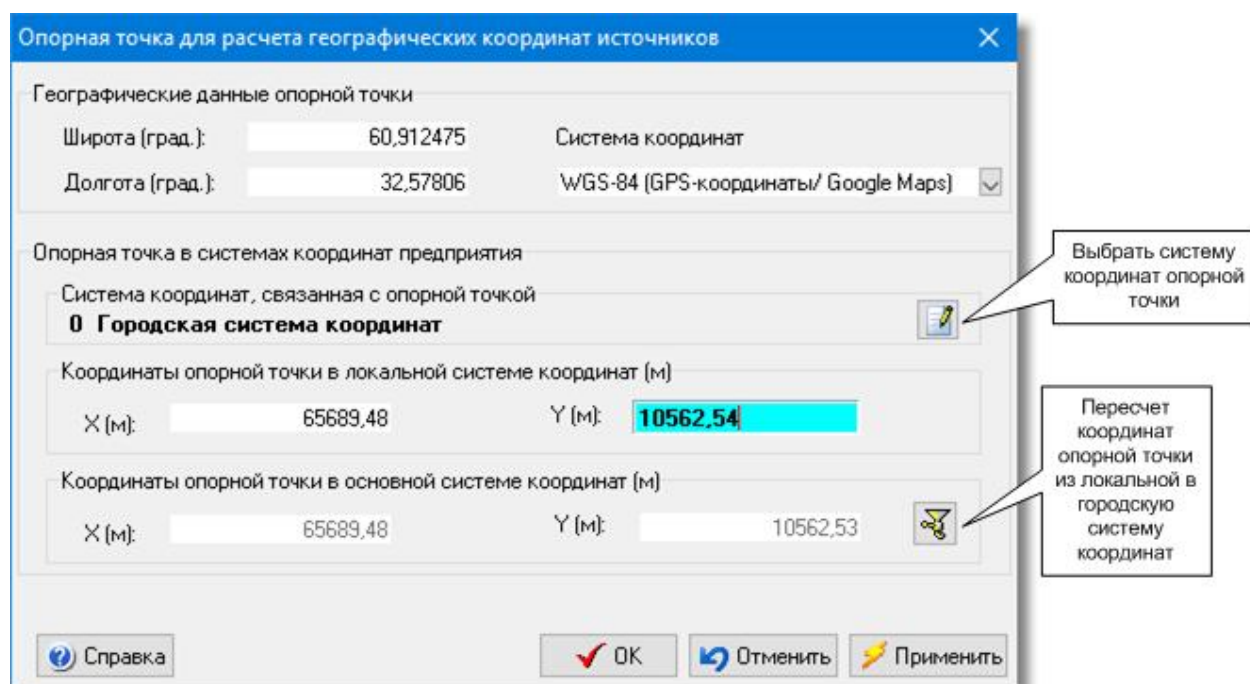 Опорная точка для расчета географических координат источников
Географические данные опорной точки
Широта (град.): 60,912475 Система координат
Долгота (град.): 32,57806 WGS-84 (GPS-координаты/ Google Maps)
Опорная точка в системах координат предприятия
Система координат, связанная с опорной точкой
0 Городская система координат
Выбрать систему
координат опорной
точки
Координаты опорной точки в локальной системе координат (м)
X (м): 65689,48 Y (м): 10562,54
Координаты опорной точки в основной системе координат (м)
X (м): 65689,48 Y (м): 10562,53
Пересчет
координат
опорной точки
из локальной в
городскую
систему
координат
Справка OK Отменить Применить